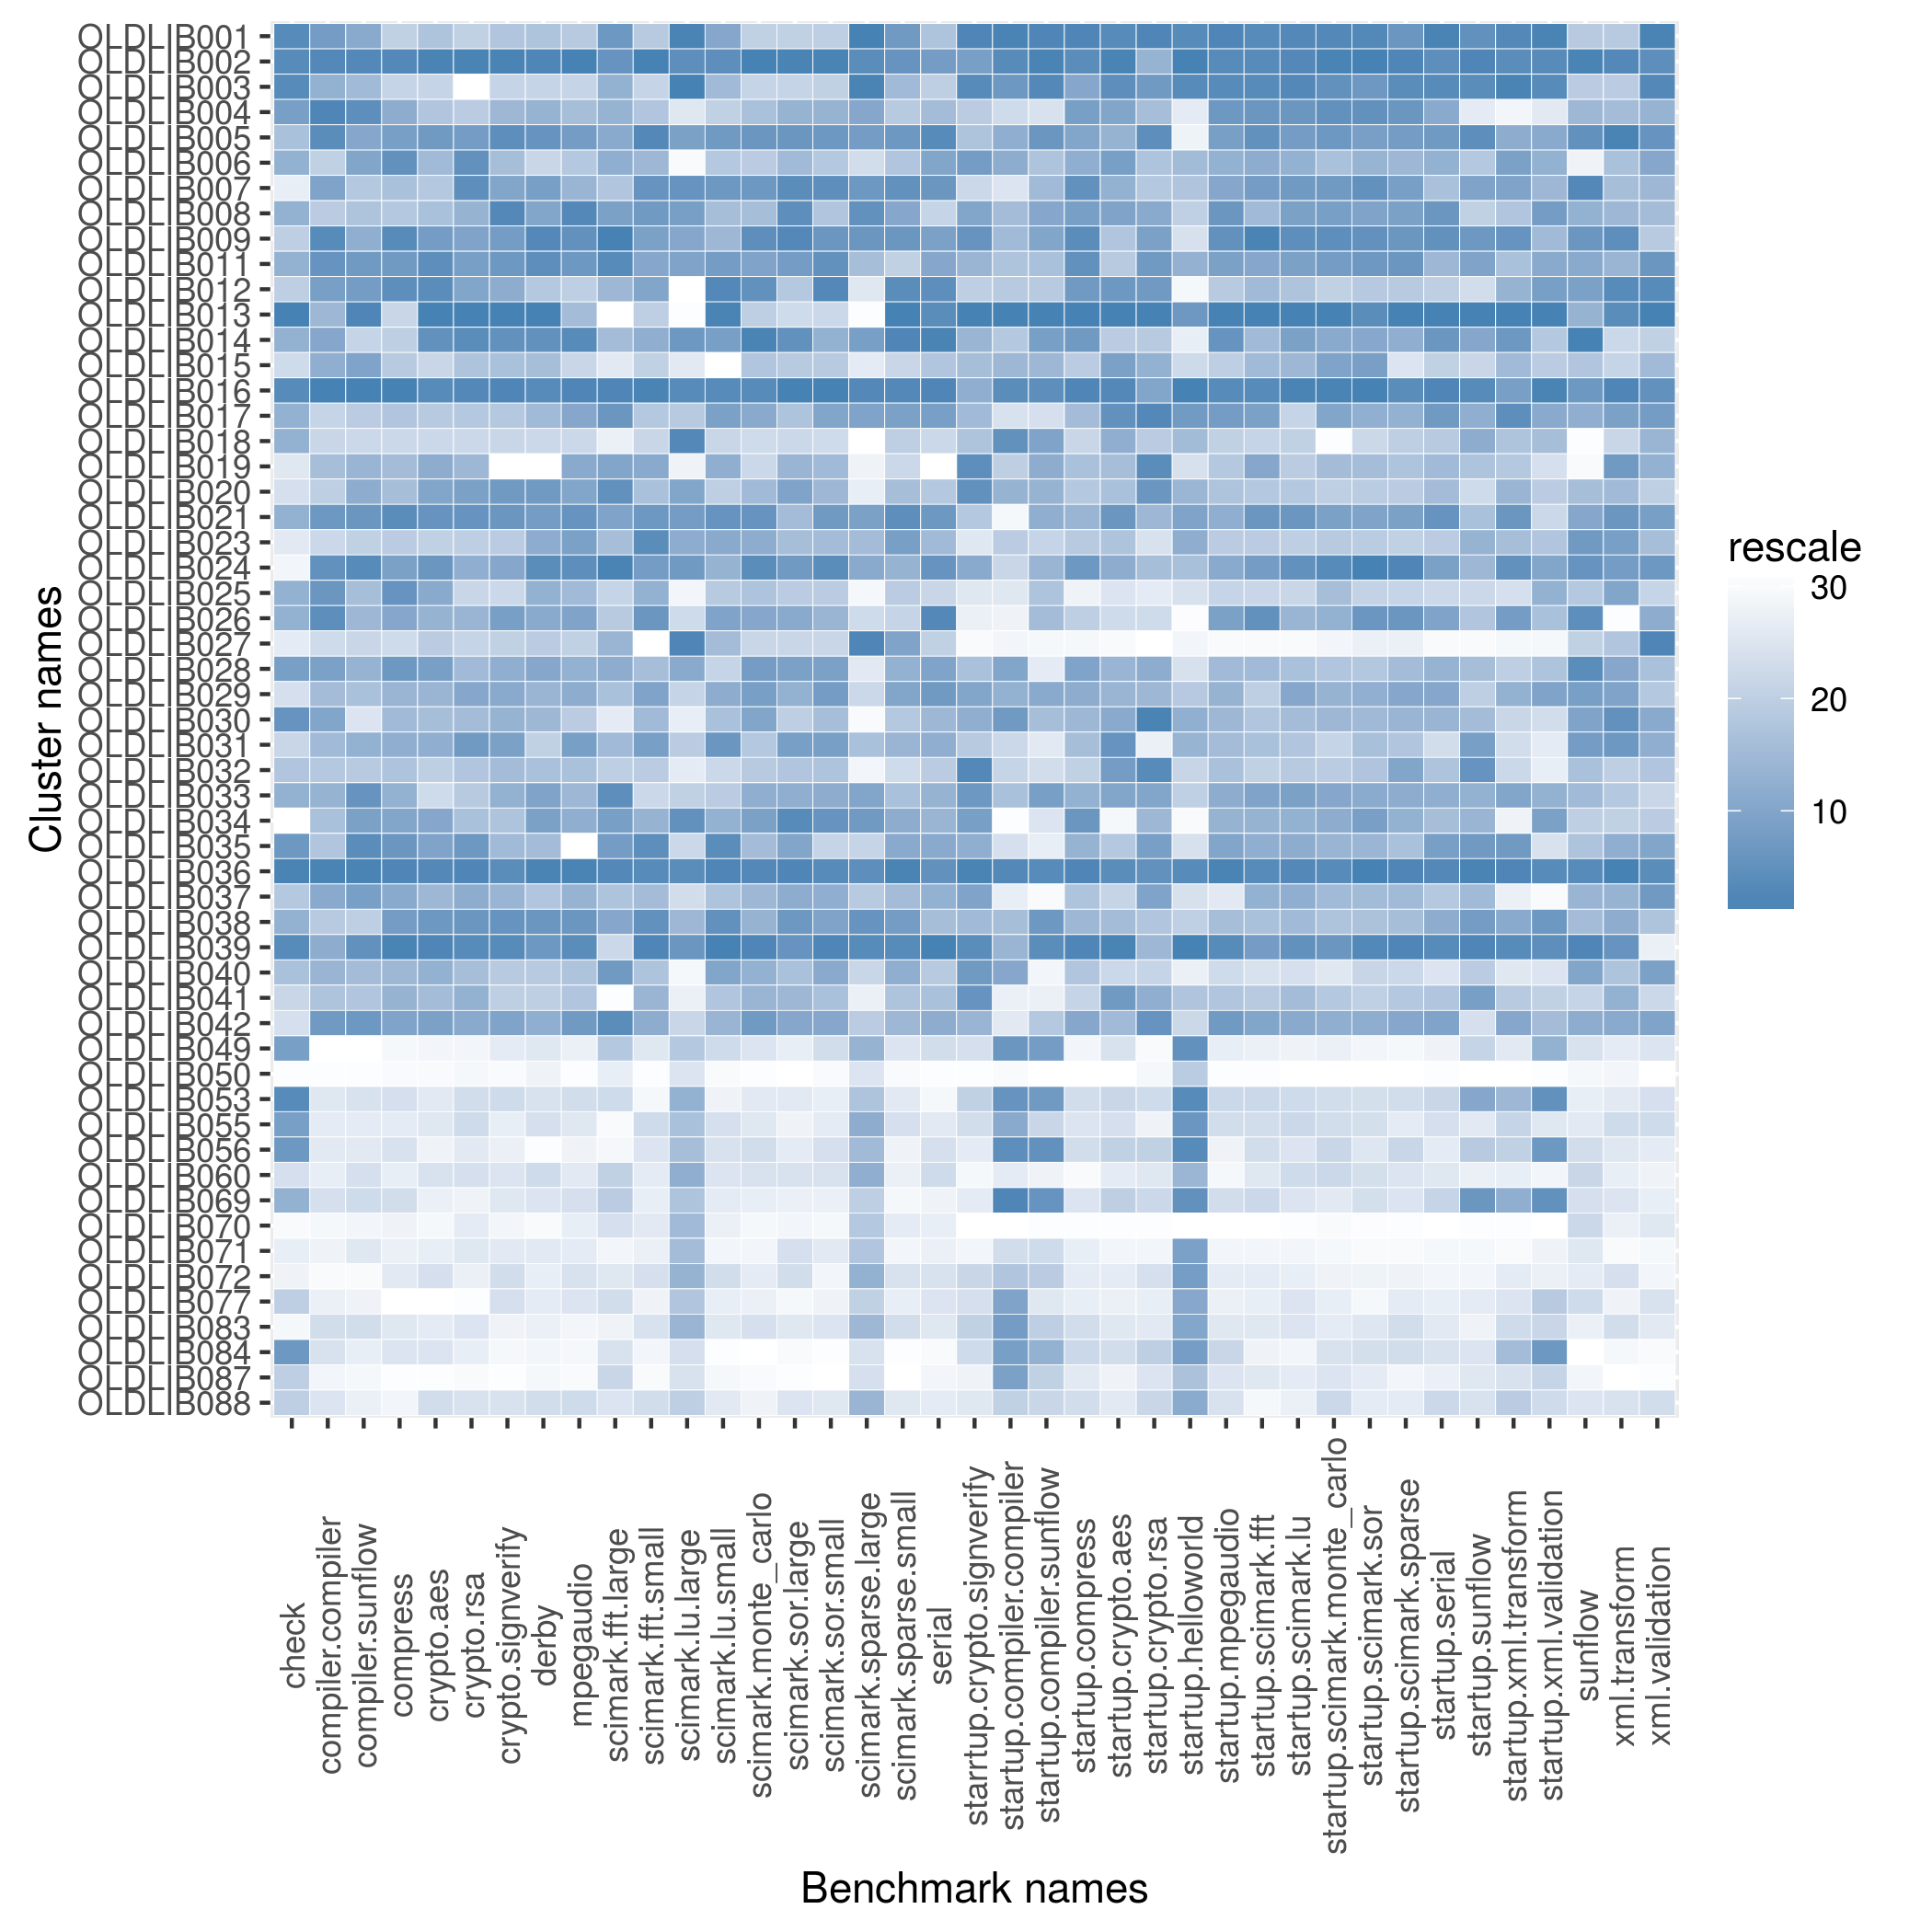 OLDLIB001
OLDLIB002
OLDLIB003
OLDLIB004
OLDLIB005
OLDLIB006
OLDLIB007
OLDLIB008
OLDLIB009
OLDLIB011
OLDLIB012
OLDLIB013
OLDLIB014
OLDLIB015
OLDLIB016
OLDLIB017
OLDLIB018
OLDLIB019
OLDLIB020
OLDLIB021
OLDLIB023
OLDLIB024
OLDLIB025
OLDLIB026
OLDLIB027
OLDLIB028
OLDLIB029
OLDLIB030
OLDLIB031
OLDLIB032
OLDLIB033
OLDLIB034
OLDLIB035
OLDLIB036
OLDLIB037
OLDLIB038
OLDLIB039
OLDLIB040
OLDLIB041
OLDLIB042
OLDLIB049
OLDLIB050
OLDLIB053
OLDLIB055
OLDLIB056
OLDLIB060
OLDLIB069
OLDLIB070
OLDLIB071
OLDLIB072
OLDLIB077
OLDLIB083
OLDLIB084
OLDLIB087
OLDLIB088
Cluster names
check
compiler.compiler
compiler.sunflow
compress
crypto.aes
crypto.rsa
crypto.signverify
derby
mpegaudio
scimark.fft.large
scimark.fft.small
scimark.lu.large
scimark.lu.small
scimark.monte_carlo
scimark.sor.large
scimark.sor.small
scimark.sparse.large
scimark.sparse.small
serial
starrtup.crypto.signverify
startup.compiler.compiler
startup.compiler.sunflow
startup.compress
startup.crypto.aes
startup.crypto.rsa
startup.helloworld
startup.mpegaudio
startup.scimark.fft
startup.scimark.lu
startup.scimark.monte_carlo
startup.scimark.sor
startup.scimark.sparse
startup.serial
startup.sunflow
startup.xml.transform
startup.xml.validation
sunflow
xml.transform
xml.validation
Benchmark names
rescale
30
20
10